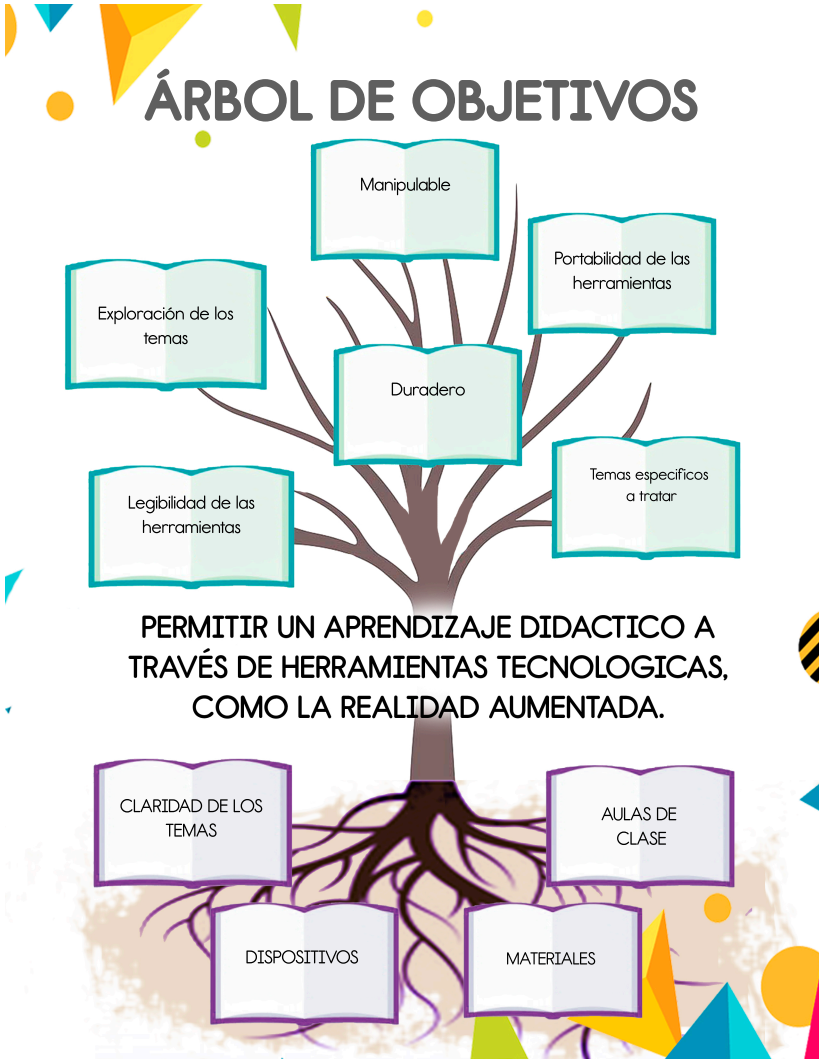 ÁRBOL DE OBJETIVOS
Manipulable
Portabilidad de las
herramientas
Exploración de los
temas
Duradero
Temas especificos
a tratar
Legibilidad de las
herramientas
PERMITIR UN APRENDIZAJE DIDACTICO A
TRAVÉS DE HERRAMIENTAS TECNOLOGICAS,
COMO LA REALIDAD AUMENTADA.
CLARIDAD DE LOS
TEMAS
AULAS DE
CLASE
DISPOSITIVOS
MATERIALES